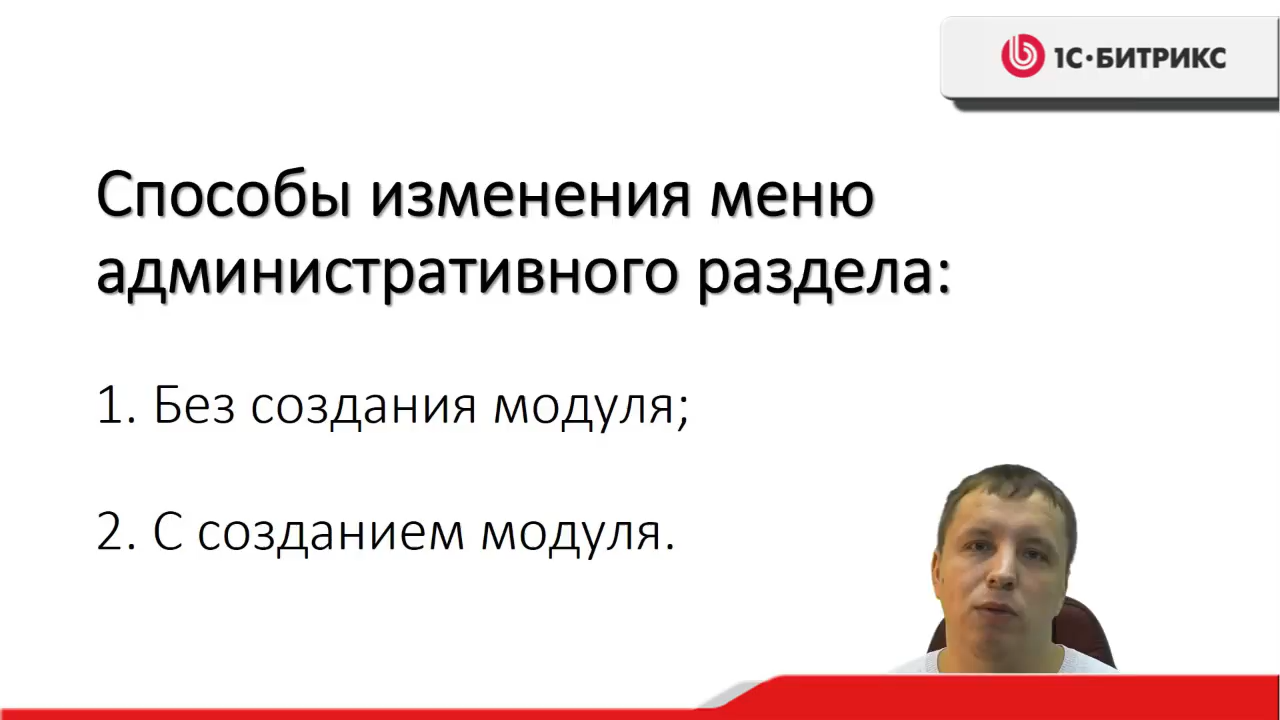 1С·БИТРИКС
Способы изменения меню
административного раздела:
1. Без создания модуля;
2. С созданием модуля.